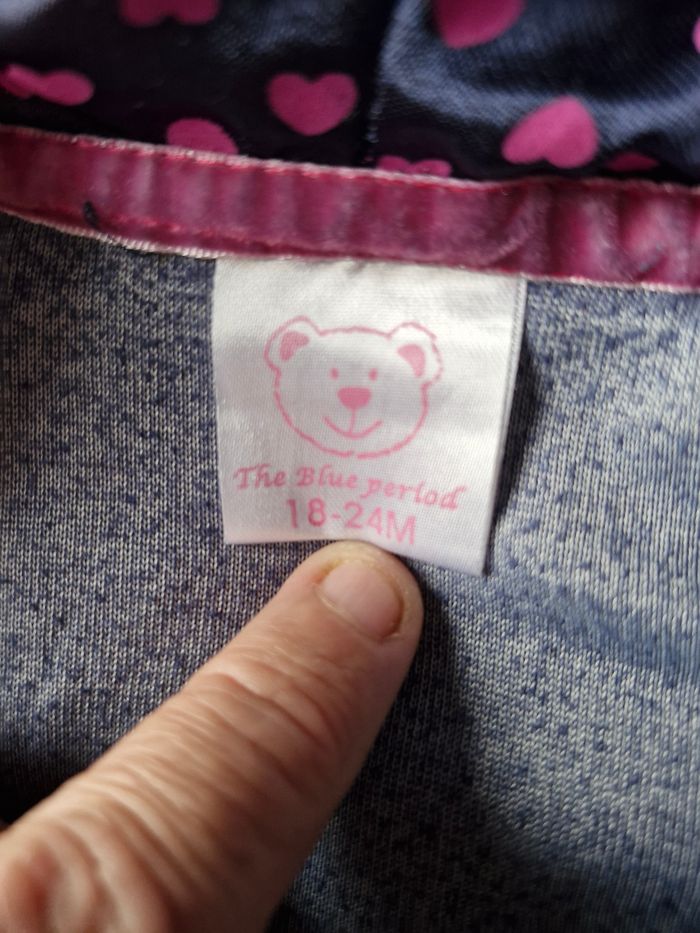 The Blue period
18-24M